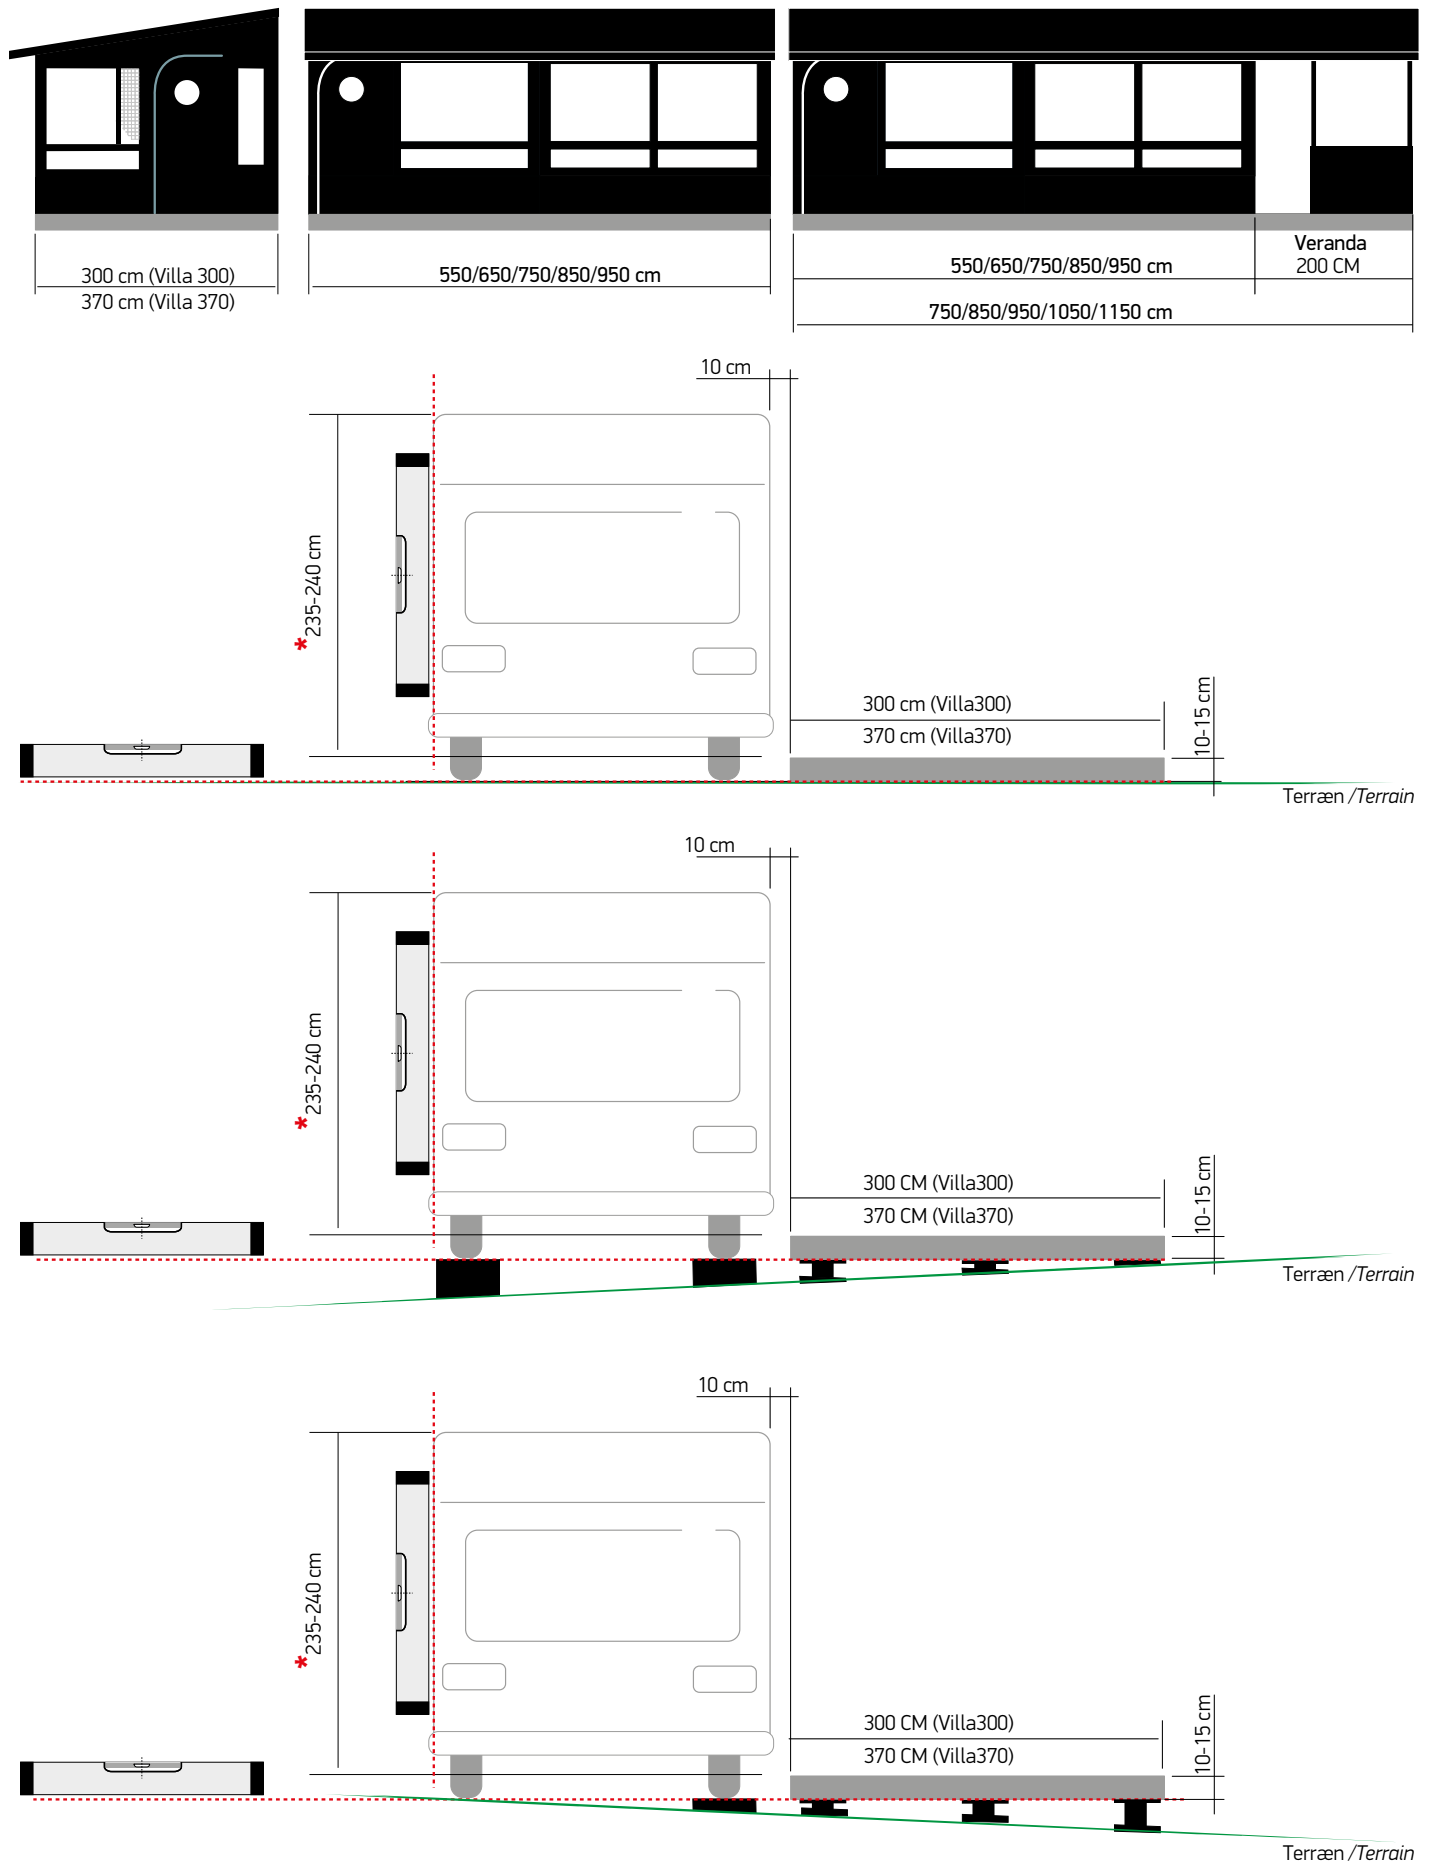 300 cm (Villa 300)
370 cm (Villa 370)
550/650/750/850/950 cm
550/650/750/850/950 cm
Veranda
200 CM
750/850/950/1050/1150 cm
10 cm
*235-240 cm
300 cm (Villa300)
370 cm (Villa370)
10-15 cm
Terræn /Terrain
10 cm
*235-240 cm
300 CM (Villa300)
370 CM (Villa370)
10-15 cm
Terræn /Terrain
10 cm
*235-240 cm
300 CM (Villa300)
370 CM (Villa370)
10-15 cm
Terræn /Terrain